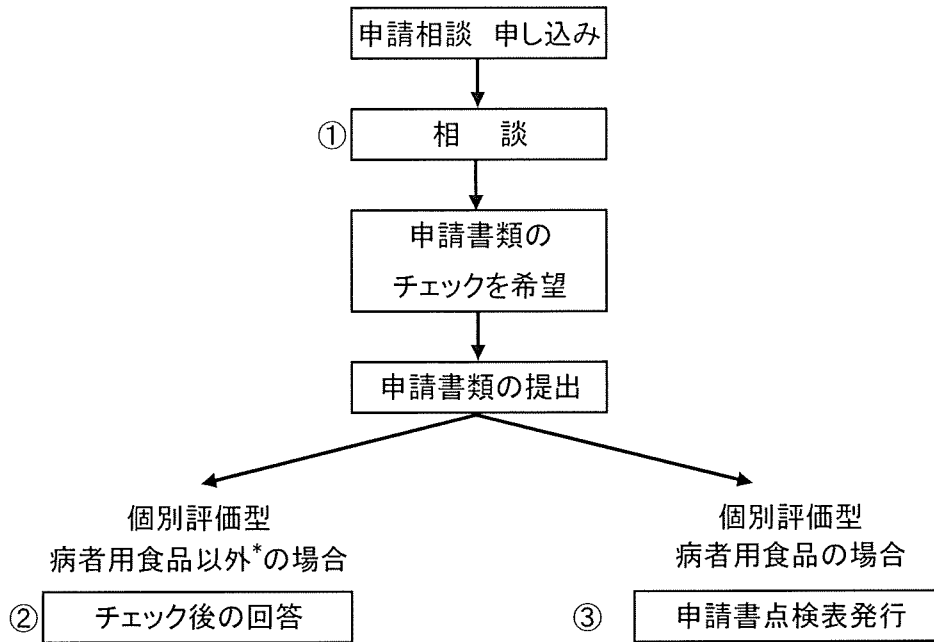 申請相談 申し込み
① 相 談
申請書類の
チェックを希望
申請書類の提出
個別評価型
病者用食品以外*の場合
② チェック後の回答
個別評価型
病者用食品の場合
③ 申請書点検表発行